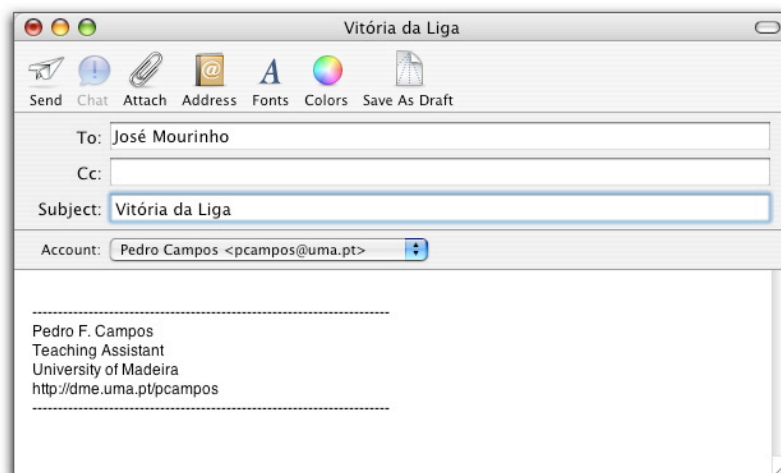 Vitória da Liga
Send Chat Attach Address Fonts Colors Save As Draft
To: José Mourinho
Cc:
Subject: Vitória da Liga
Account: Pedro Campos <pcampos@uma.pt>
-----------------------------------------------------------------------
Pedro F. Campos
Teaching Assistant
University of Madeira
http://dme.uma.pt/pcampos
-----------------------------------------------------------------------